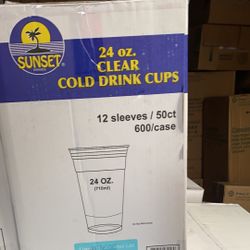 SUNSET
24 oz.
CLEAR
COLD DRINK CUPS
12 sleeves / 50ct
600/case
24 OZ.
(710ml)